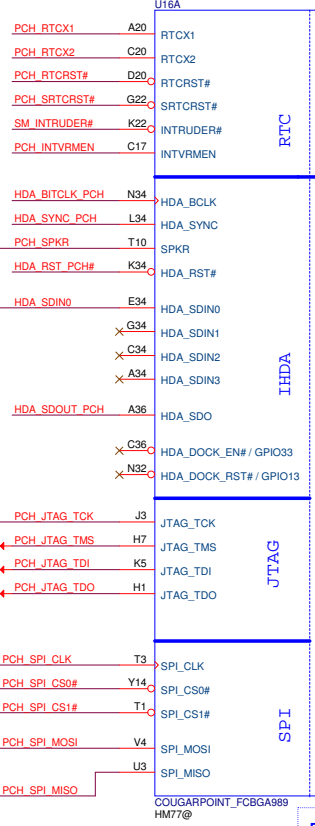 U16A
PCH_RTCX1 A20 RTCX1
PCH_RTCX2 C20 RTCX2
PCH_RTCRST# D20 RTCRST#
PCH_SRTCRST# G22 SRTCRST#
SM_INTRUDER# K22 INTRUDER#
PCH_INTVRMEN C17 INTVRMEN
RTC
HDA_BITCLK_PCH N34 HDA_BCLK
HDA_SYNC_PCH L34 HDA_SYNC
PCH_SPKR T10 SPKR
HDA_RST_PCH# K34 HDA_RST#
HDA_SDIN0 E34 HDA_SDIN0
G34 HDA_SDIN1
C34 HDA_SDIN2
A34 HDA_SDIN3
IHDA
HDA_SDOUT_PCH A36 HDA_SDO
C36 HDA_DOCK_EN# / GPIO33
N32 HDA_DOCK_RST# / GPIO13
PCH_JTAG_TCK J3 JTAG_TCK
PCH_JTAG_TMS H7 JTAG_TMS
PCH_JTAG_TDI K5 JTAG_TDI
PCH_JTAG_TDO H1 JTAG_TDO
JTAG
PCH_SPI_CLK T3 SPI_CLK
PCH_SPI_CS0# Y14 SPI_CS0#
PCH_SPI_CS1# T1 SPI_CS1#
PCH_SPI_MOSI V4 SPI_MOSI
PCH_SPI_MISO U3 SPI_MISO
SPI
COUGARPOINT_FCBGA989
HM77@